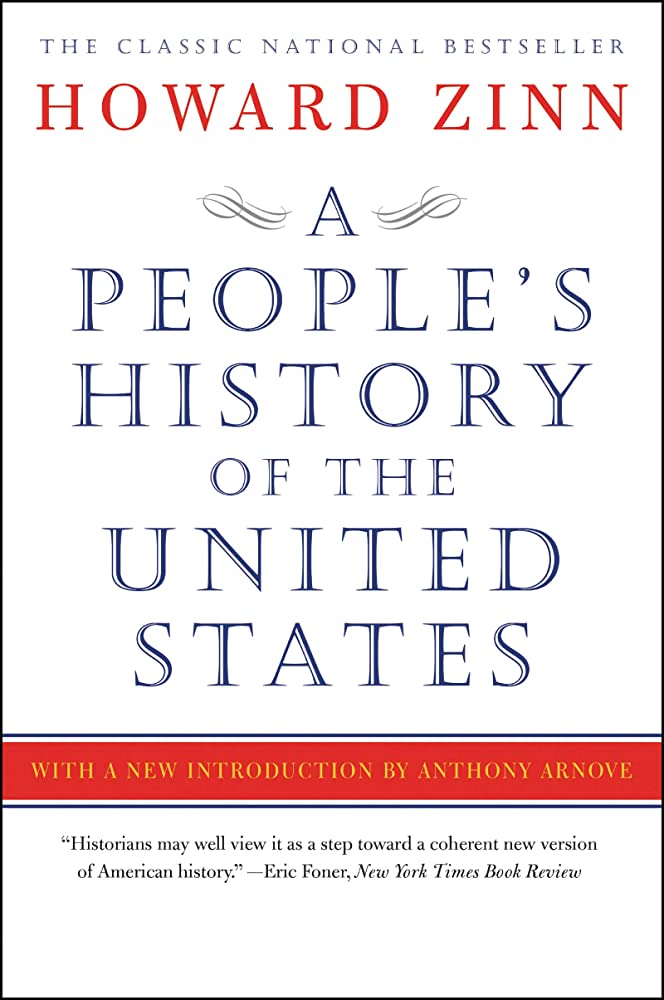 THE CLASSIC NATIONAL BESTSELLER
HOWARD ZINN
A
PEOPLE'S
HISTORY
OF THE
UNITED
STATES
WITH A NEW INTRODUCTION BY ANTHONY ARNOVE
“Historians may well view it as a step toward a coherent new version
of American history.” —Eric Foner, New York Times Book Review